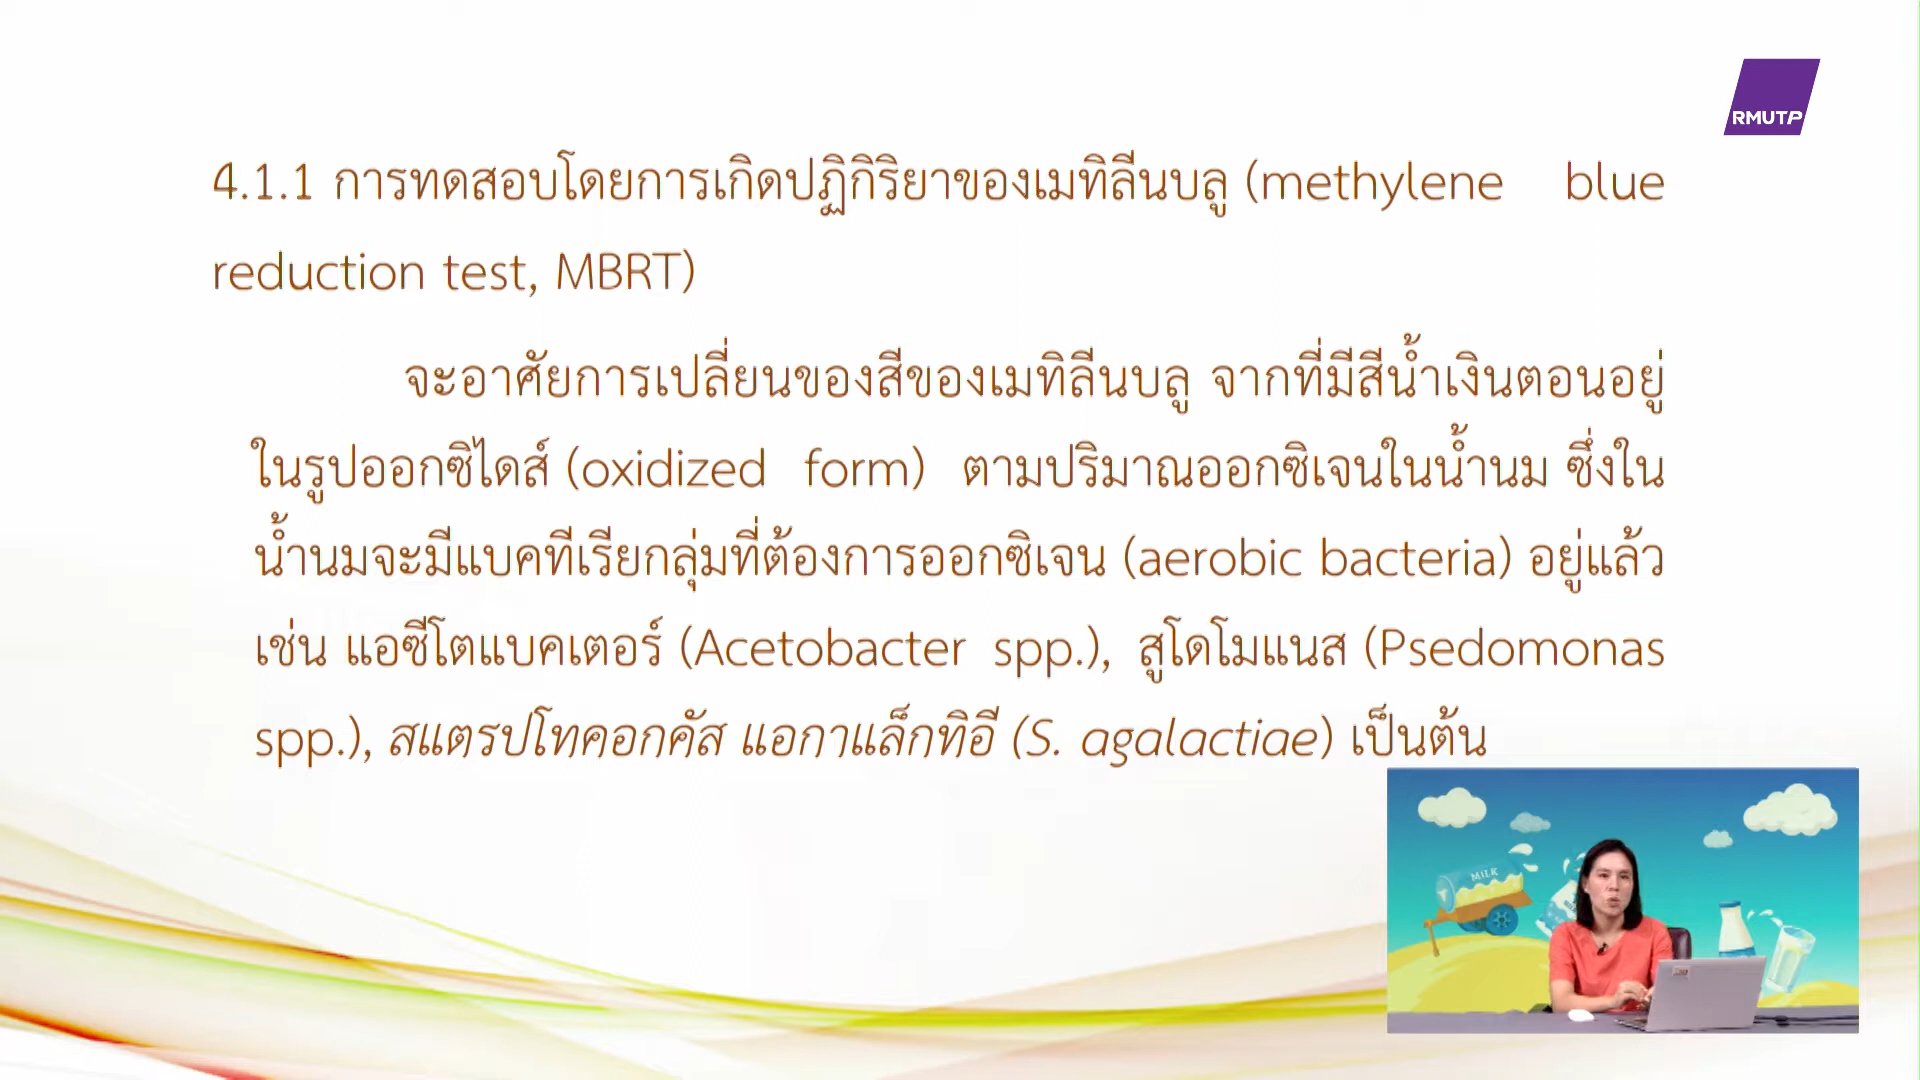 RMUTP
4.1.1 การทดสอบโดยการเกิดปฏิกิริยาของเมทิลีนบลู (methylene blue
reduction test, MBRT)
จะอาศัยการเปลี่ยนของสีของเมทิลีนบลู จากที่มีสีน้ำเงินตอนอยู่
ในรูปออกซิไดส์ (oxidized form) ตามปริมาณออกซิเจนในน้ำนม ซึ่งใน
น้ำนมจะมีแบคทีเรียกลุ่มที่ต้องการออกซิเจน (aerobic bacteria) อยู่แล้ว
เช่น แอซีโตแบคเตอร์ (Acetobacter spp.), สูโดโมแนส (Psedomonas
spp.), สแตรปโทคอกคัส แอกาแล็กทิอี (S. agalactiae) เป็นต้น
MILK